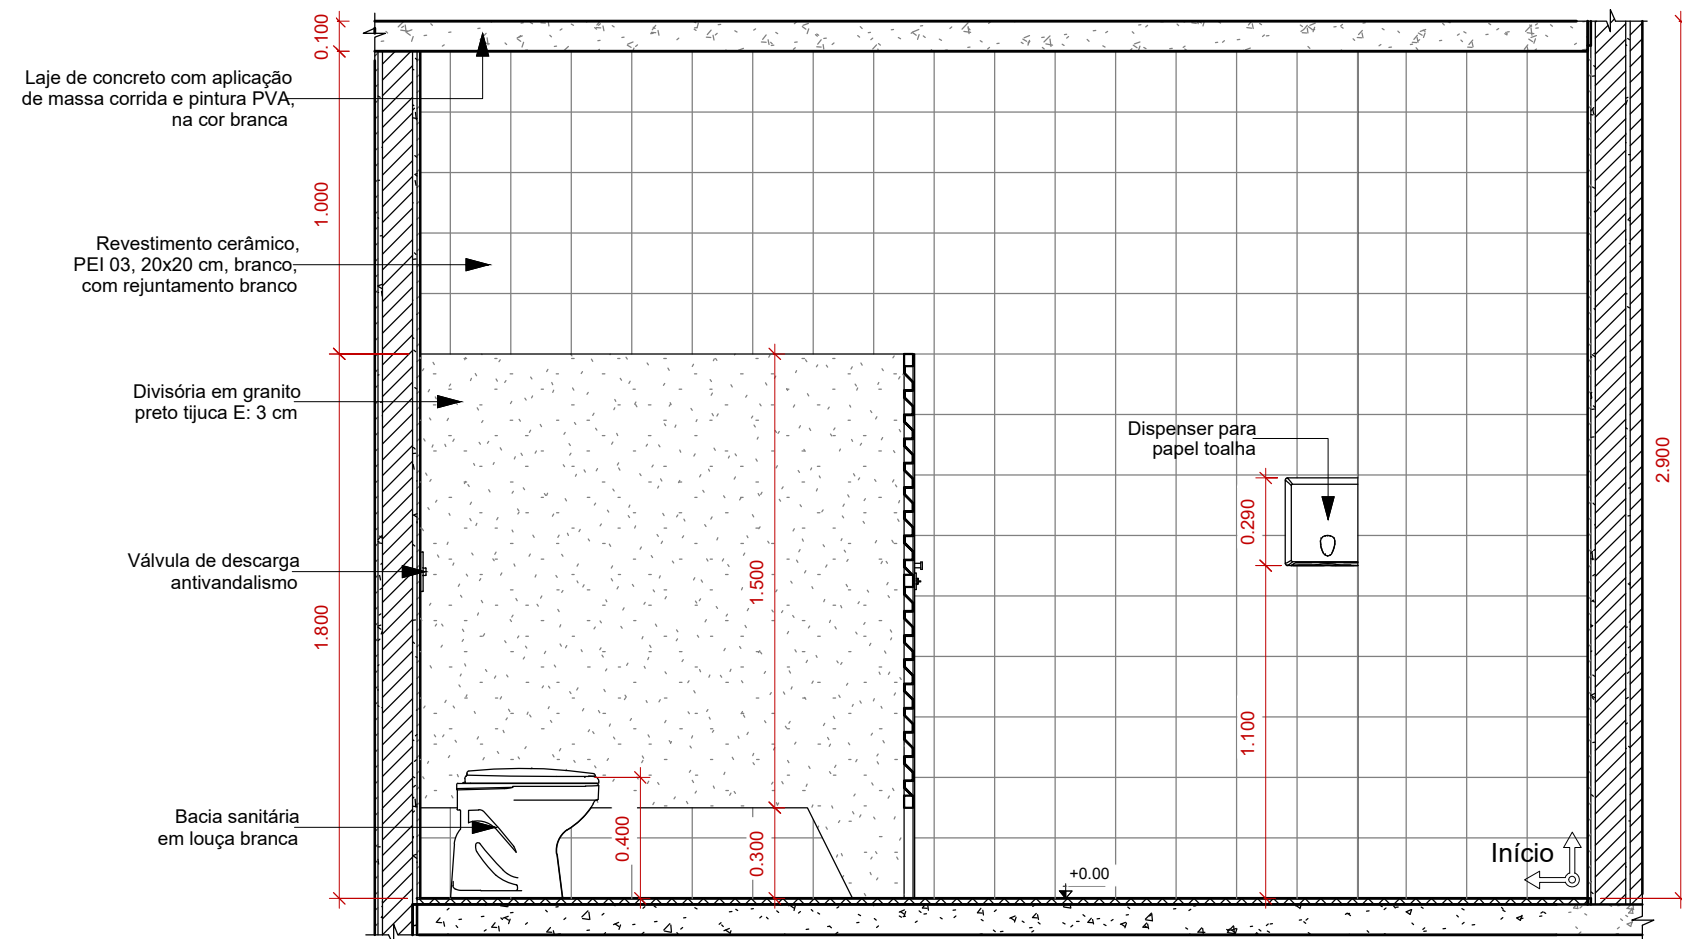 0.100
Laje de concreto com aplicação
de massa corrida e pintura PVA,
na cor branca
1.000
Revestimento cerâmico,
PEI 03, 20x20 cm, branco,
com rejuntamento branco
Divisória em granito
preto tijuca E: 3 cm
Dispenser para
papel toalha
2.900
0.290
Válvula de descarga
antivandalismo
1.500
1.800
1.100
Bacia sanitária
em louça branca
0.400
0.300
+0.00
Início